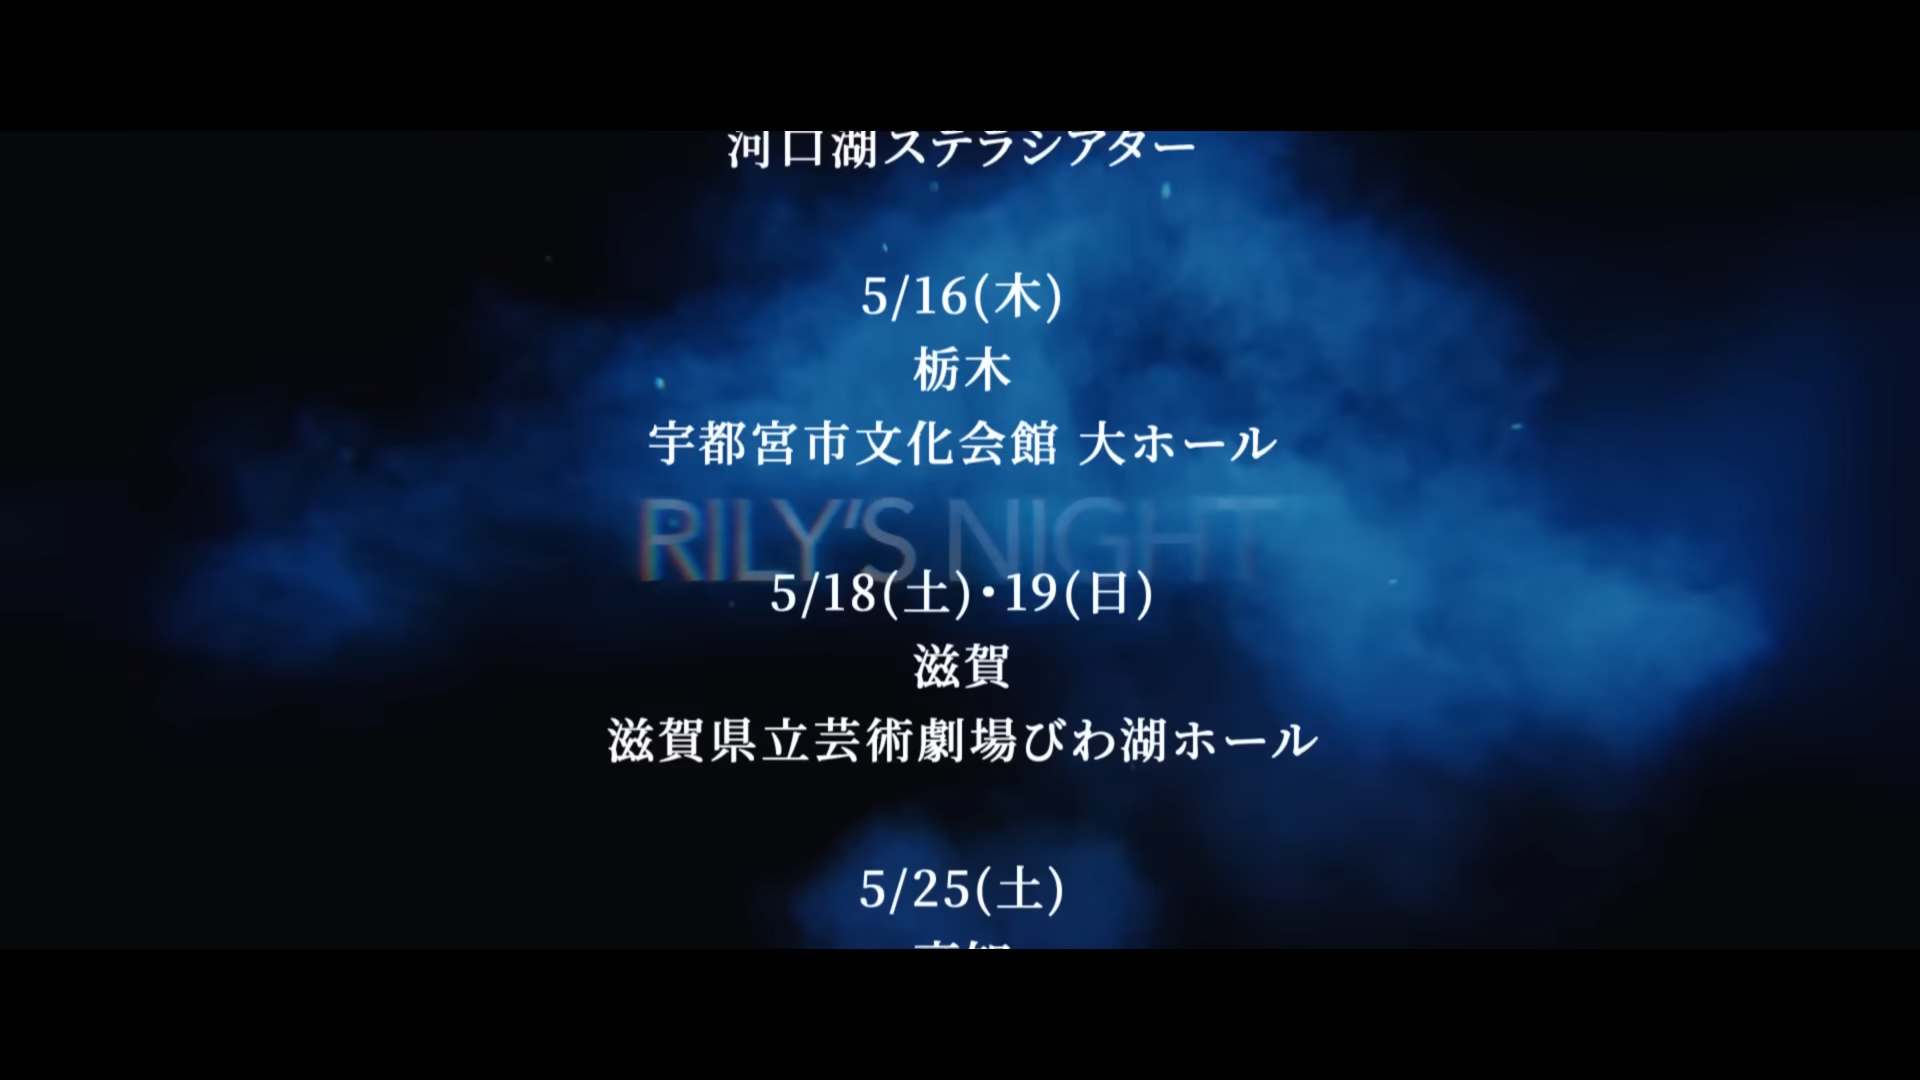 河口湖ステラシアター
5/16(木)
栃木
宇都宮市文化会館 大ホール
RILY'S NIGHT
5/18(土)・19(日)
滋賀
滋賀県立芸術劇場びわ湖ホール
5/25(土)